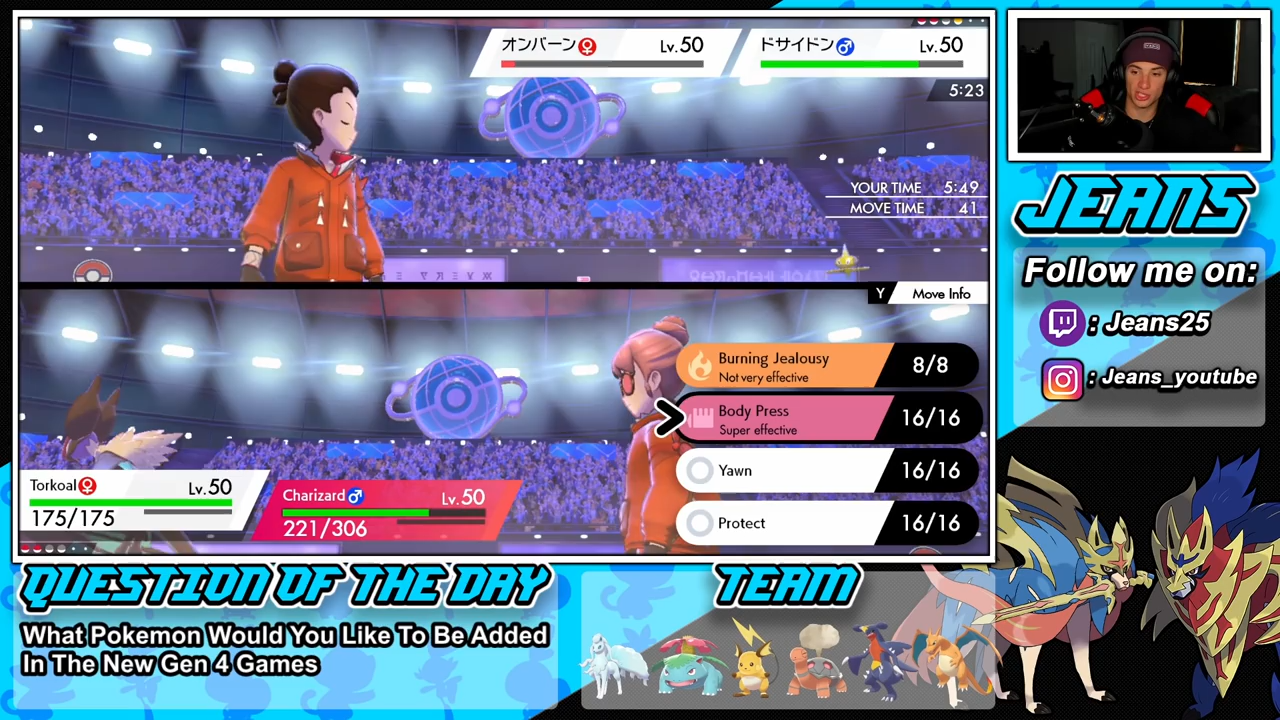 オンバーン♀ Lv.50
ドサイドン♂ Lv.50
5:23
YOUR TIME 5:49
MOVE TIME 41
Y Move Info
Burning Jealousy
Not very effective
8/8
Body Press
Super effective
16/16
Yawn
16/16
Protect
16/16
Torkoal♀ Lv.50
175/175
Charizard♂ Lv.50
221/306
JEANS
Follow me on:
: Jeans25
: Jeans_youtube
QUESTION OF THE DAY
What Pokemon Would You Like To Be Added
In The New Gen 4 Games
TEAM